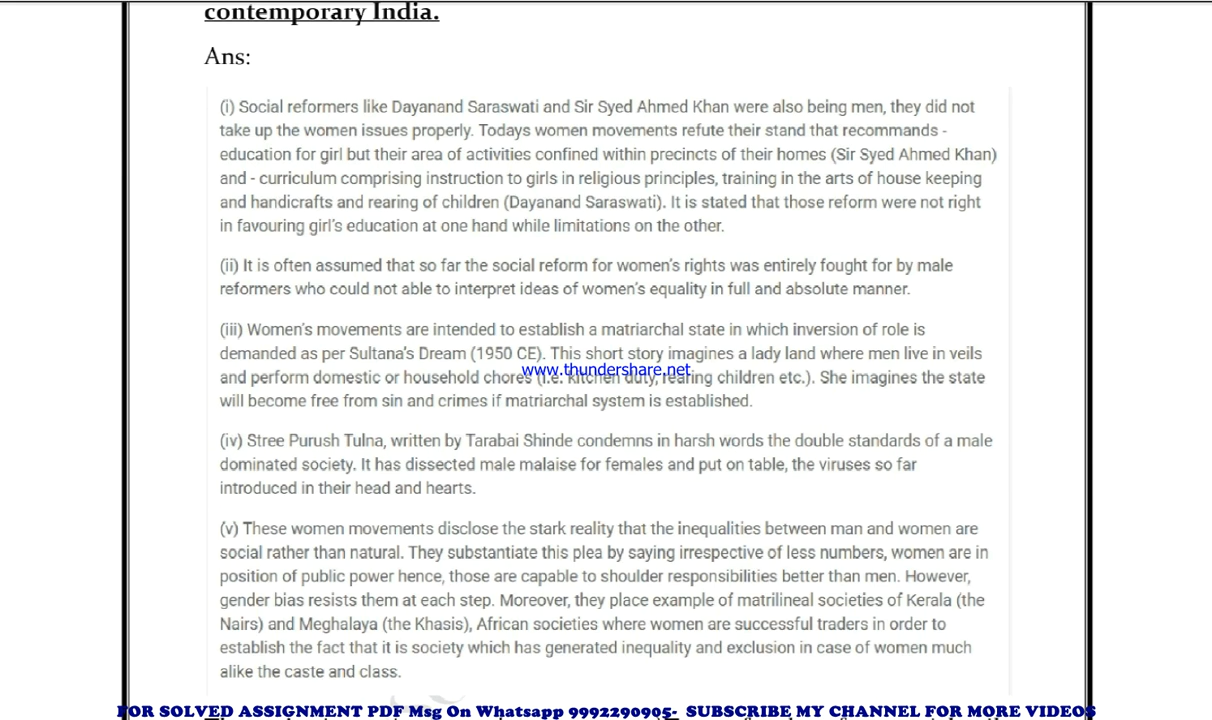 contemporary India.
Ans:
(i) Social reformers like Dayanand Saraswati and Sir Syed Ahmed Khan were also being men, they did not
take up the women issues properly. Todays women movements refute their stand that recommands -
education for girl but their area of activities confined within precincts of their homes (Sir Syed Ahmed Khan)
and - curriculum comprising instruction to girls in religious principles, training in the arts of house keeping
and handicrafts and rearing of children (Dayanand Saraswati). It is stated that those reform were not right
in favouring girl's education at one hand while limitations on the other.
(ii) It is often assumed that so far the social reform for women's rights was entirely fought for by male
reformers who could not able to interpret ideas of women's equality in full and absolute manner.
(iii) Women's movements are intended to establish a matriarchal state in which inversion of role is
demanded as per Sultana's Dream (1950 CE). This short story imagines a lady land where men live in veils
www.thundershare.net
and perform domestic or household chores (i.e. kitchen duty, rearing children etc.). She imagines the state
will become free from sin and crimes if matriarchal system is established.
(iv) Stree Purush Tulna, written by Tarabai Shinde condemns in harsh words the double standards of a male
dominated society. It has dissected male malaise for females and put on table, the viruses so far
introduced in their head and hearts.
(v) These women movements disclose the stark reality that the inequalities between man and women are
social rather than natural. They substantiate this plea by saying irrespective of less numbers, women are in
position of public power hence, those are capable to shoulder responsibilities better than men. However,
gender bias resists them at each step. Moreover, they place example of matrilineal societies of Kerala (the
Nairs) and Meghalaya (the Khasis), African societies where women are successful traders in order to
establish the fact that it is society which has generated inequality and exclusion in case of women much
alike the caste and class.
FOR SOLVED ASSIGNMENT PDF Msg On Whatsapp 9992290905- SUBSCRIBE MY CHANNEL FOR MORE VIDEOS